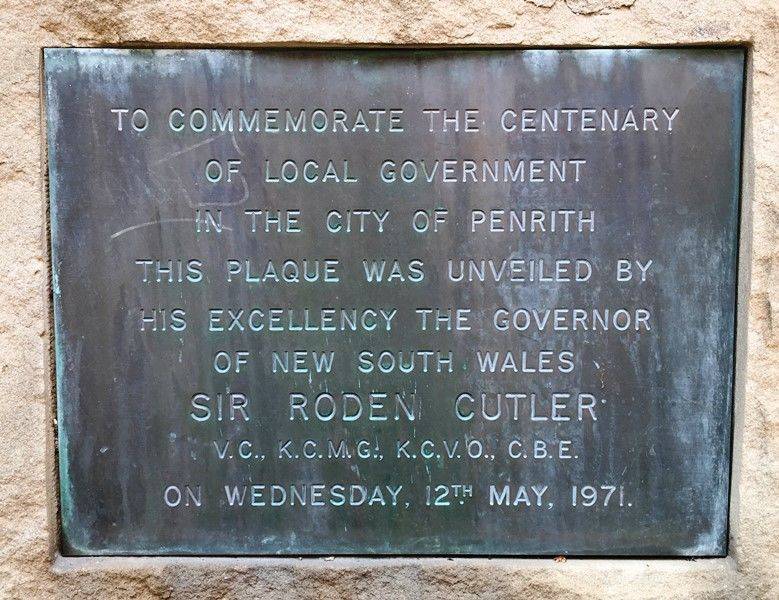 TO COMMEMORATE THE CENTENARY
OF LOCAL GOVERNMENT
IN THE CITY OF PENRITH
THIS PLAQUE WAS UNVEILED BY
HIS EXCELLENCY THE GOVERNOR
OF NEW SOUTH WALES
SIR RODEN CUTLER
V.C., K.C.M.G., K.C.V.O., C.B.E.
ON WEDNESDAY, 12TH MAY, 1971.